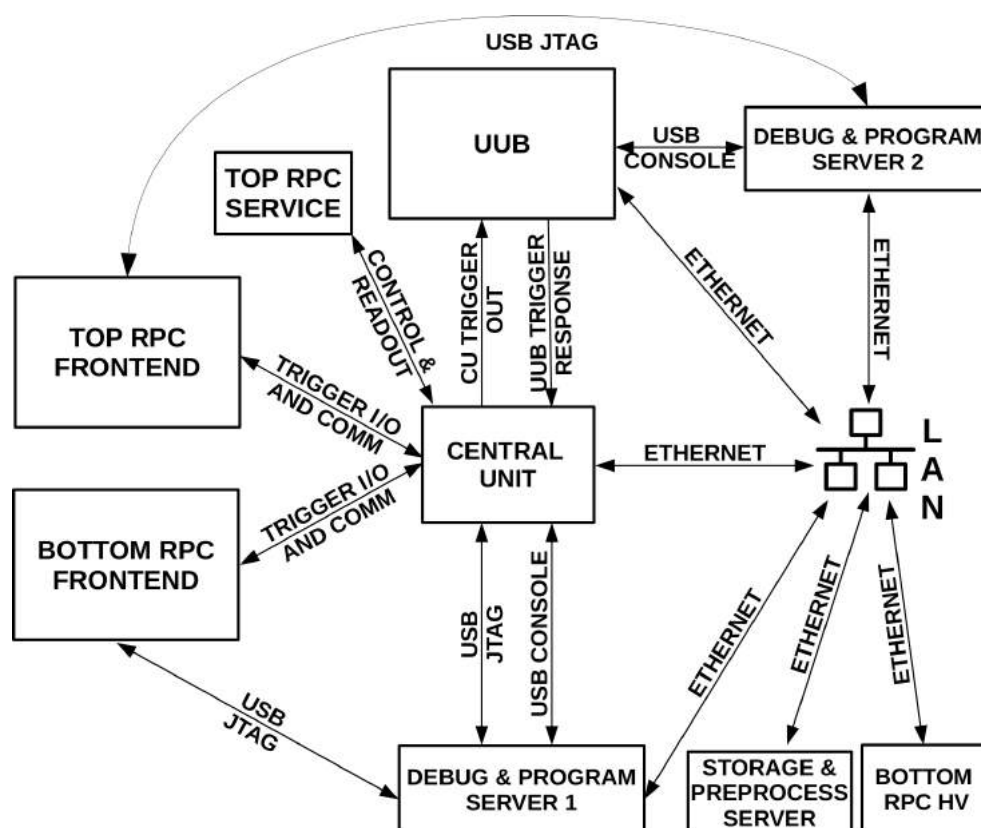 USB JTAG
UUB
USB
CONSOLE
DEBUG & PROGRAM
SERVER 2
TOP RPC
SERVICE
CONTROL &
READOUT
CU TRIGGER
OUT
UUB TRIGGER
RESPONSE
ETHERNET
ETHERNET
TOP RPC
FRONTEND
TRIGGER I/O
AND COMM
CENTRAL
UNIT
ETHERNET
L
A
N
BOTTOM RPC
FRONTEND
TRIGGER I/O
AND COMM
USB
JTAG
USB
JTAG
USB CONSOLE
ETHERNET
ETHERNET
ETHERNET
DEBUG & PROGRAM
SERVER 1
STORAGE &
PREPROCESS
SERVER
BOTTOM
RPC HV